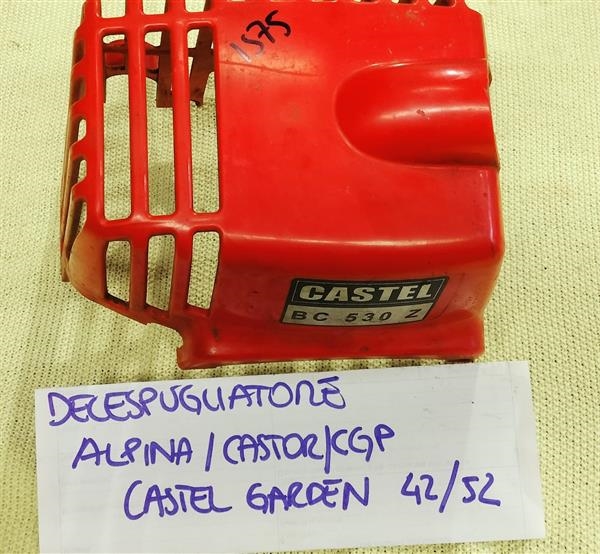 1575
CASTEL
BC 530 Z
DECESPUGLIATORE
ALPINA/CASTOR/CGP
CASTEL GARDEN 42/52